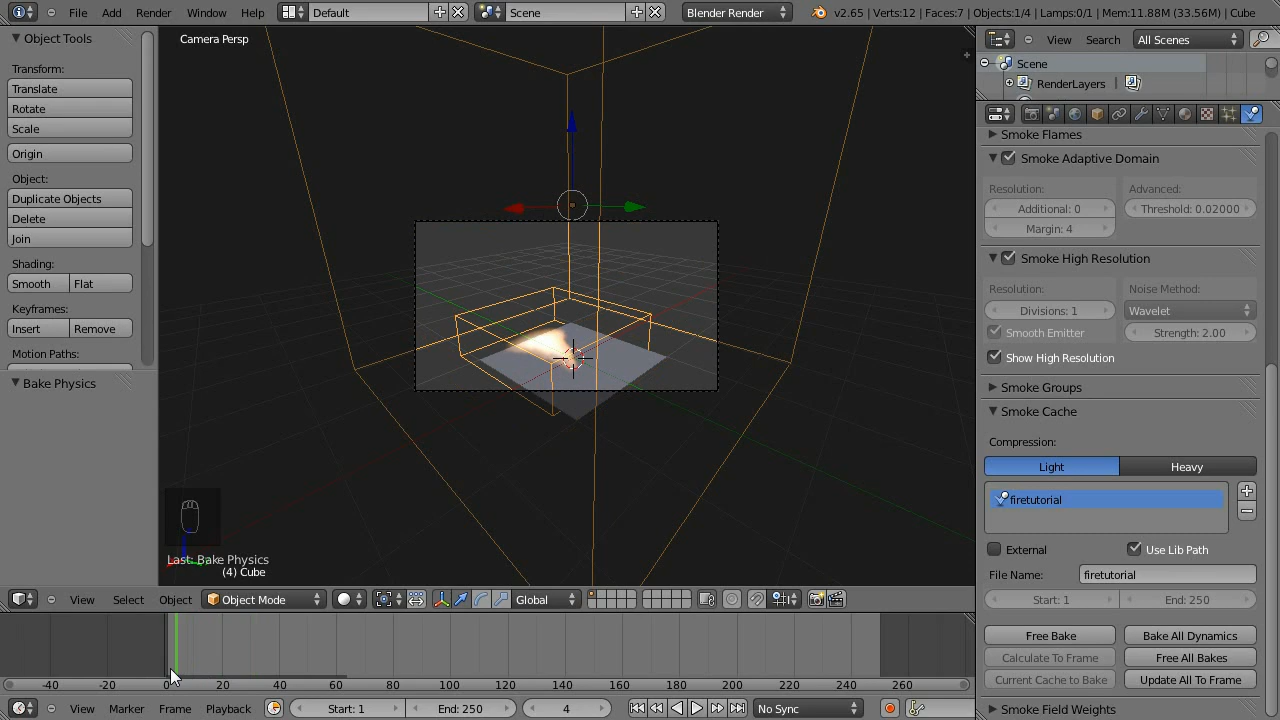 File Add Render Window Help Default Scene Blender Render v2.65 | Verts:12 | Faces:7 | Objects:1/4 | Lamps:0/1 | Mem:11.88M (33.56M) | Cube
Object Tools
Transform:
Translate
Rotate
Scale
Origin
Object:
Duplicate Objects
Delete
Join
Shading:
Smooth Flat
Keyframes:
Insert Remove
Motion Paths:
Bake Physics
Camera Persp
Last: Bake Physics
(4) Cube
View Search All Scenes
Scene
RenderLayers |
Smoke Flames
Smoke Adaptive Domain
Resolution: Advanced:
Additional: 0 Threshold: 0.02000
Margin: 4
Smoke High Resolution
Resolution: Noise Method:
Divisions: 1 Wavelet
Smooth Emitter Strength: 2.00
Show High Resolution
Smoke Groups
Smoke Cache
Compression:
Light Heavy
firetutorial
External Use Lib Path
File Name: firetutorial
Start: 1 End: 250
Free Bake Bake All Dynamics
Calculate To Frame Free All Bakes
Current Cache to Bake Update All To Frame
Smoke Field Weights
View Select Object Object Mode Global
-40 -20 0 20 40 60 80 100 120 140 160 180 200 220 240 260
View Marker Frame Playback Start: 1 End: 250 4 No Sync